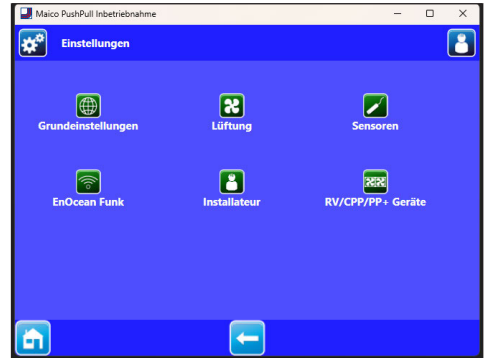 Maico PushPull Inbetriebnahme
Einstellungen
Grundeinstellungen Lüftung Sensoren
EnOcean Funk Installateur RV/CPP/PP+ Geräte